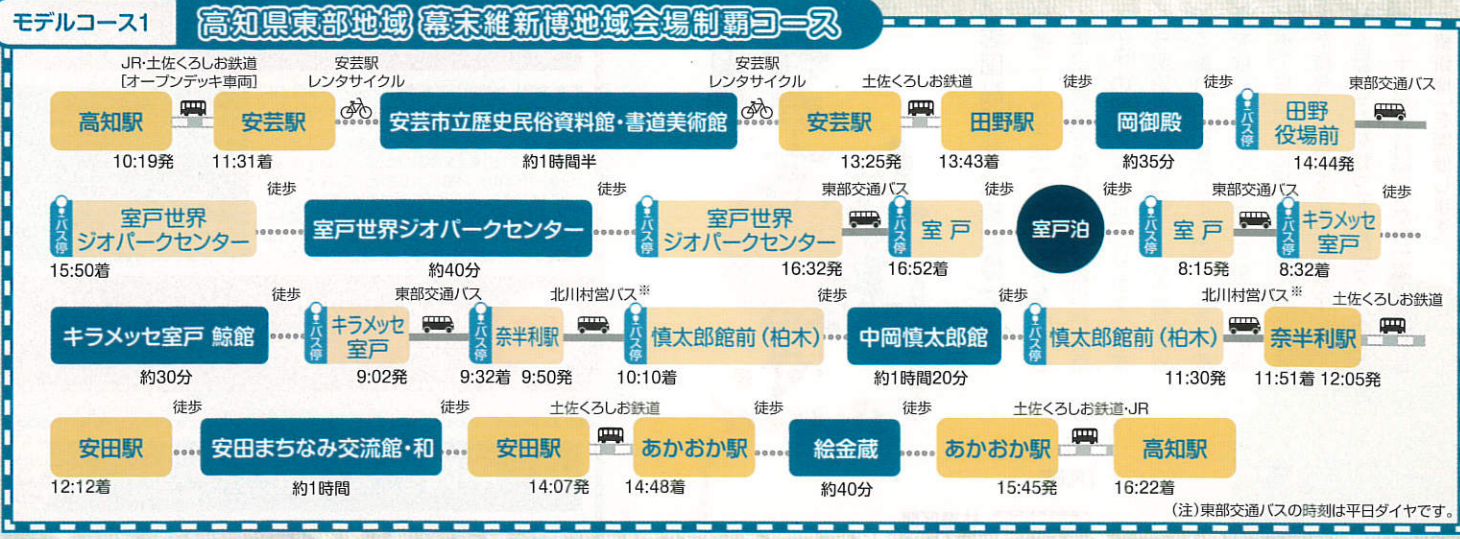 モデルコース1
高知県東部地域 幕末維新博地域会場制覇コース
JR・土佐くろしお鉄道
[オープンデッキ車両]
安芸駅
レンタサイクル
安芸駅
レンタサイクル
土佐くろしお鉄道
徒歩
徒歩
東部交通バス
高知駅
安芸駅
安芸市立歴史民俗資料館・書道美術館
安芸駅
田野駅
岡御殿
バス停
田野
役場前
10:19発
11:31着
約1時間半
13:25発
13:43着
約35分
14:44発
徒歩
徒歩
東部交通バス
徒歩
徒歩
東部交通バス
徒歩
バス停
室戸世界
ジオパークセンター
室戸世界ジオパークセンター
バス停
室戸世界
ジオパークセンター
バス停
室戸
室戸泊
バス停
室戸
バス停
キラメッセ
室戸
15:50着
約40分
16:32発
16:52着
8:15発
8:32着
徒歩
東部交通バス
北川村営バス※
徒歩
徒歩
北川村営バス※
土佐くろしお鉄道
キラメッセ室戸 鯨館
バス停
キラメッセ
室戸
バス停
奈半利駅
バス停
慎太郎館前(柏木)
中岡慎太郎館
バス停
慎太郎館前(柏木)
奈半利駅
約30分
9:02発
9:32着 9:50発
10:10着
約1時間20分
11:30発
11:51着 12:05発
徒歩
徒歩
土佐くろしお鉄道
徒歩
徒歩
土佐くろしお鉄道・JR
安田駅
安田まちなみ交流館・和
安田駅
あかおか駅
絵金蔵
あかおか駅
高知駅
12:12着
約1時間
14:07発
14:48着
約40分
15:45発
16:22着
(注)東部交通バスの時刻は平日ダイヤです。